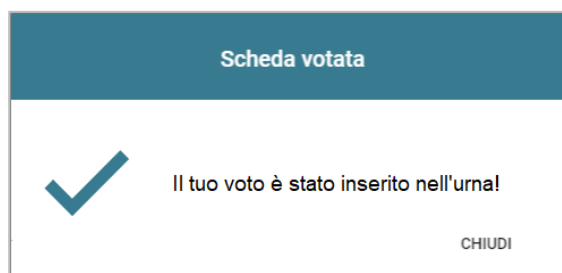 Scheda votata
Il tuo voto è stato inserito nell'urna!
CHIUDI